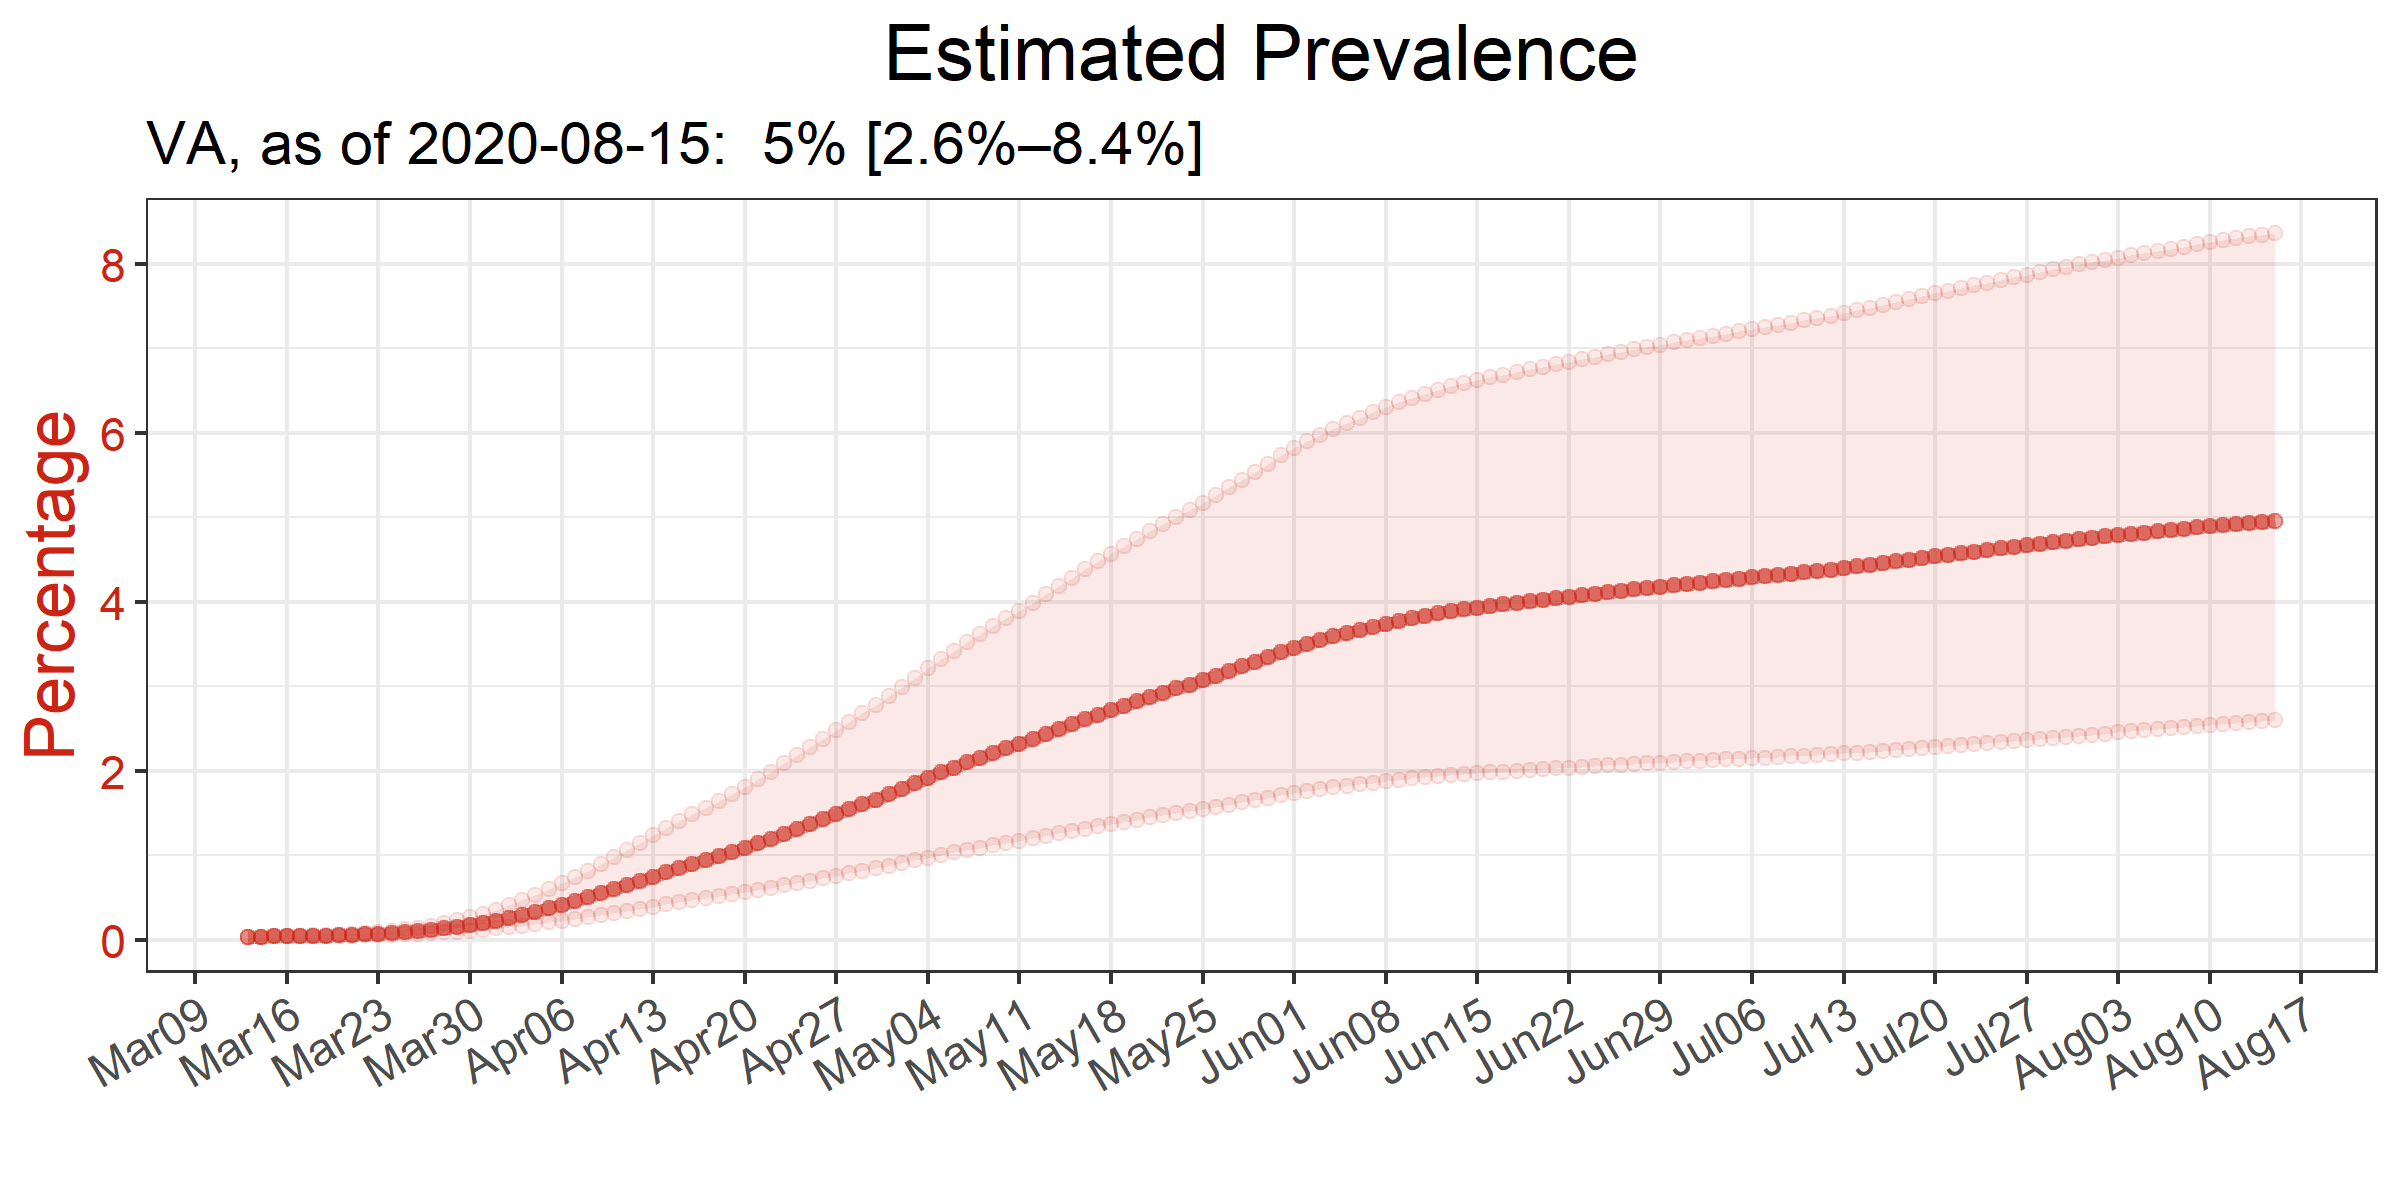 Estimated Prevalence
VA, as of 2020-08-15:  5% [2.6%–8.4%]
Percentage
8
6
4
2
0
Mar09
Mar16
Mar23
Mar30
Apr06
Apr13
Apr20
Apr27
May04
May11
May18
May25
Jun01
Jun08
Jun15
Jun22
Jun29
Jul06
Jul13
Jul20
Jul27
Aug03
Aug10
Aug17